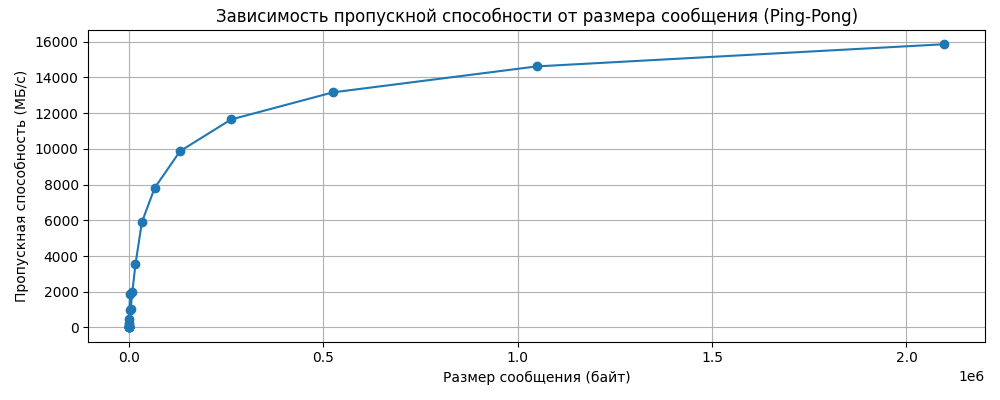 Зависимость пропускной способности от размера сообщения (Ping-Pong)
Пропускная способность (МБ/с)
16000
14000
12000
10000
8000
6000
4000
2000
0
0.0 0.5 1.0 1.5 2.0
1e6
Размер сообщения (байт)